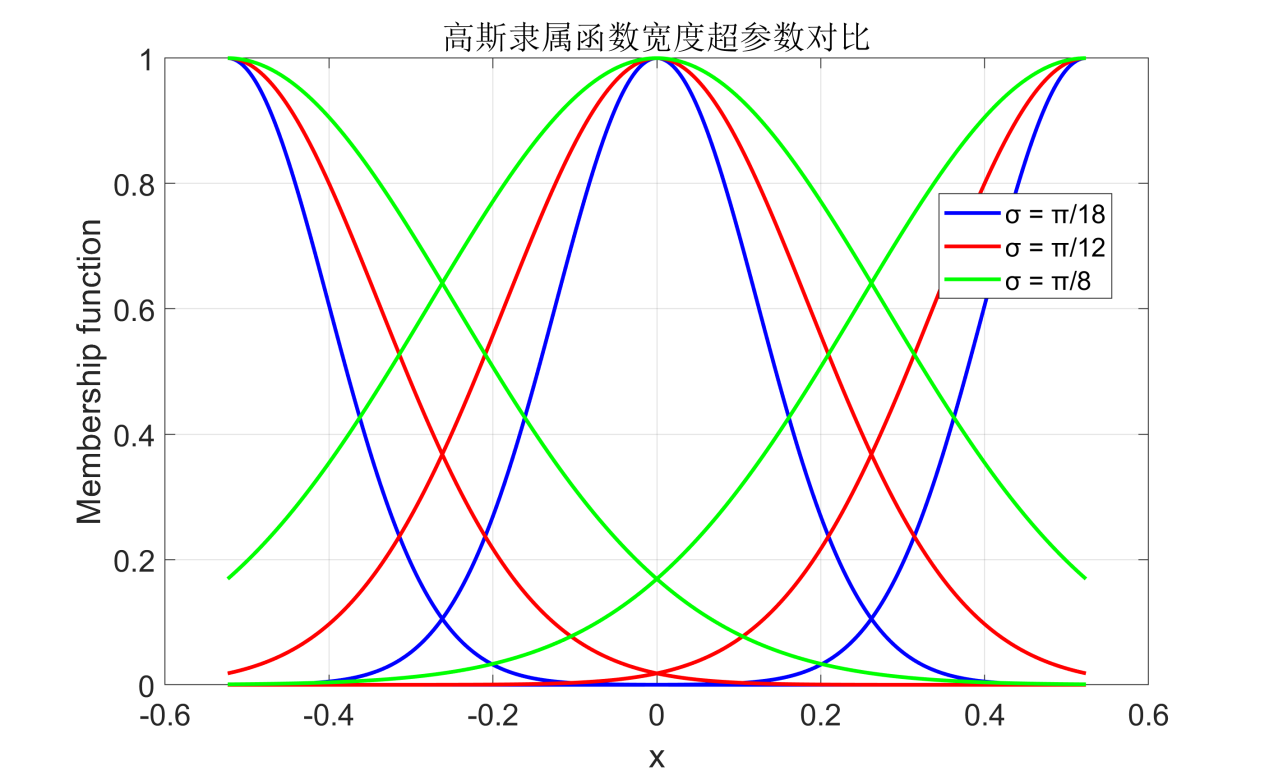 高斯隶属函数宽度超参数对比
1
0.8
0.6
0.4
0.2
0
-0.6 -0.4 -0.2 0 0.2 0.4 0.6
x
Membership function
σ = π/18
σ = π/12
σ = π/8